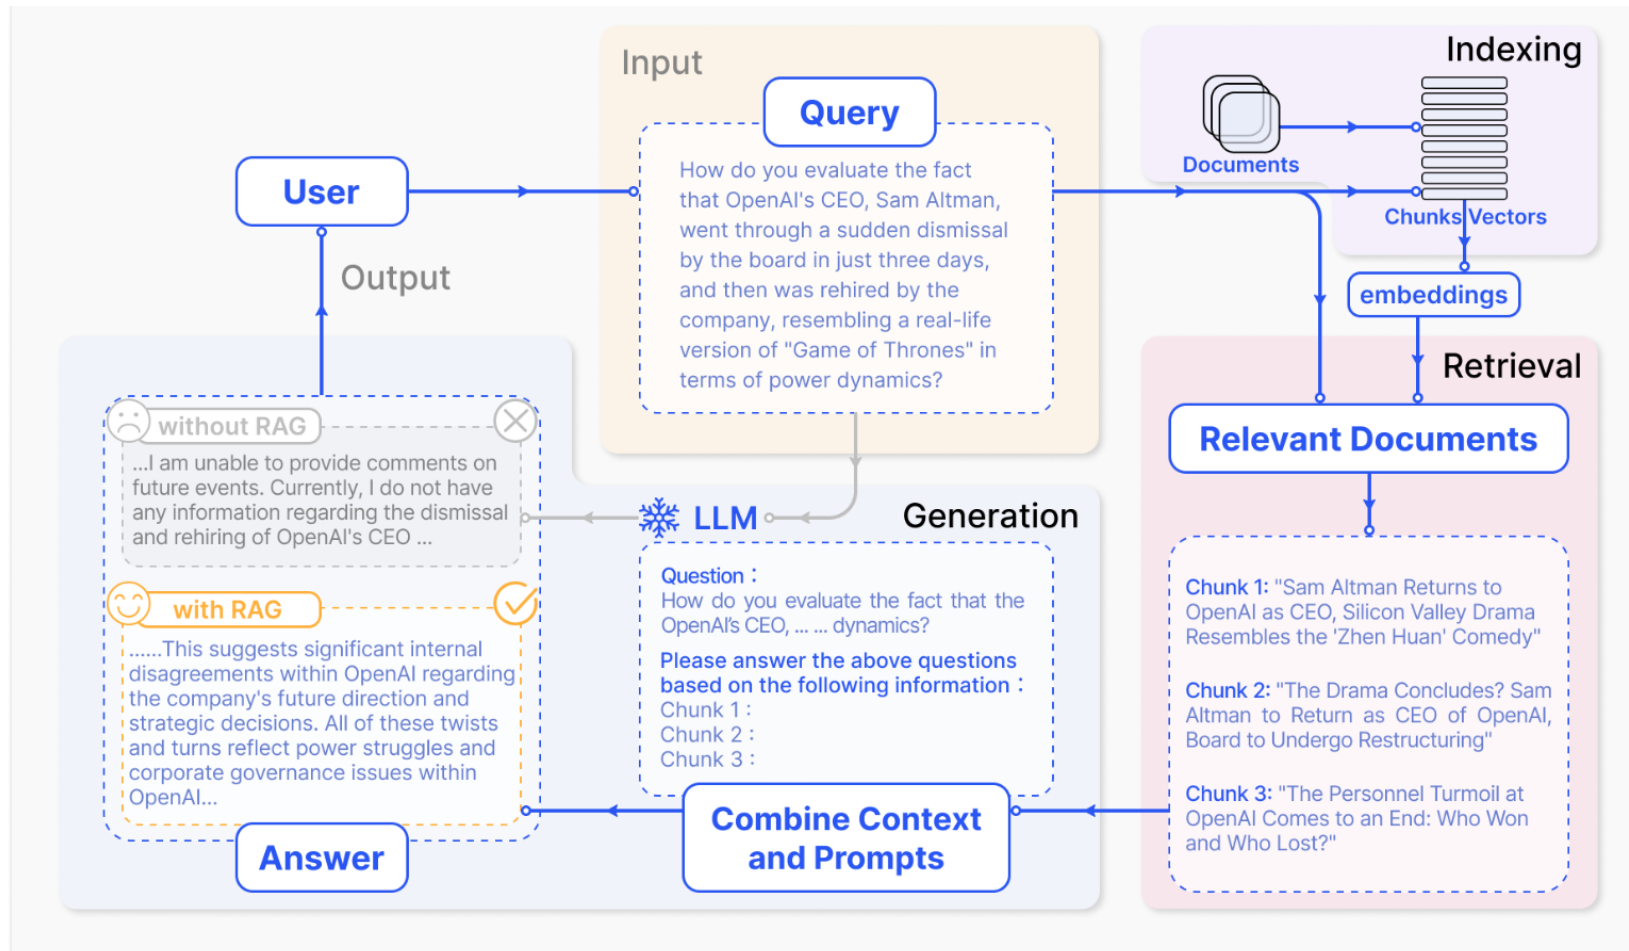 Input
Query
How do you evaluate the fact
that OpenAI's CEO, Sam Altman,
went through a sudden dismissal
by the board in just three days,
and then was rehired by the
company, resembling a real-life
version of "Game of Thrones" in
terms of power dynamics?
Indexing
Documents
Chunks Vectors
embeddings
User
Output
Retrieval
Relevant Documents
Chunk 1: "Sam Altman Returns to
OpenAI as CEO, Silicon Valley Drama
Resembles the 'Zhen Huan' Comedy"
Chunk 2: "The Drama Concludes? Sam
Altman to Return as CEO of OpenAI,
Board to Undergo Restructuring"
Chunk 3: "The Personnel Turmoil at
OpenAI Comes to an End: Who Won
and Who Lost?"
Generation
LLM
Question :
How do you evaluate the fact that the
OpenAI's CEO, ... ... dynamics?
Please answer the above questions
based on the following information :
Chunk 1 :
Chunk 2 :
Chunk 3 :
Combine Context
and Prompts
without RAG
...I am unable to provide comments on
future events. Currently, I do not have
any information regarding the dismissal
and rehiring of OpenAI's CEO ...
with RAG
......This suggests significant internal
disagreements within OpenAI regarding
the company's future direction and
strategic decisions. All of these twists
and turns reflect power struggles and
corporate governance issues within
OpenAI...
Answer